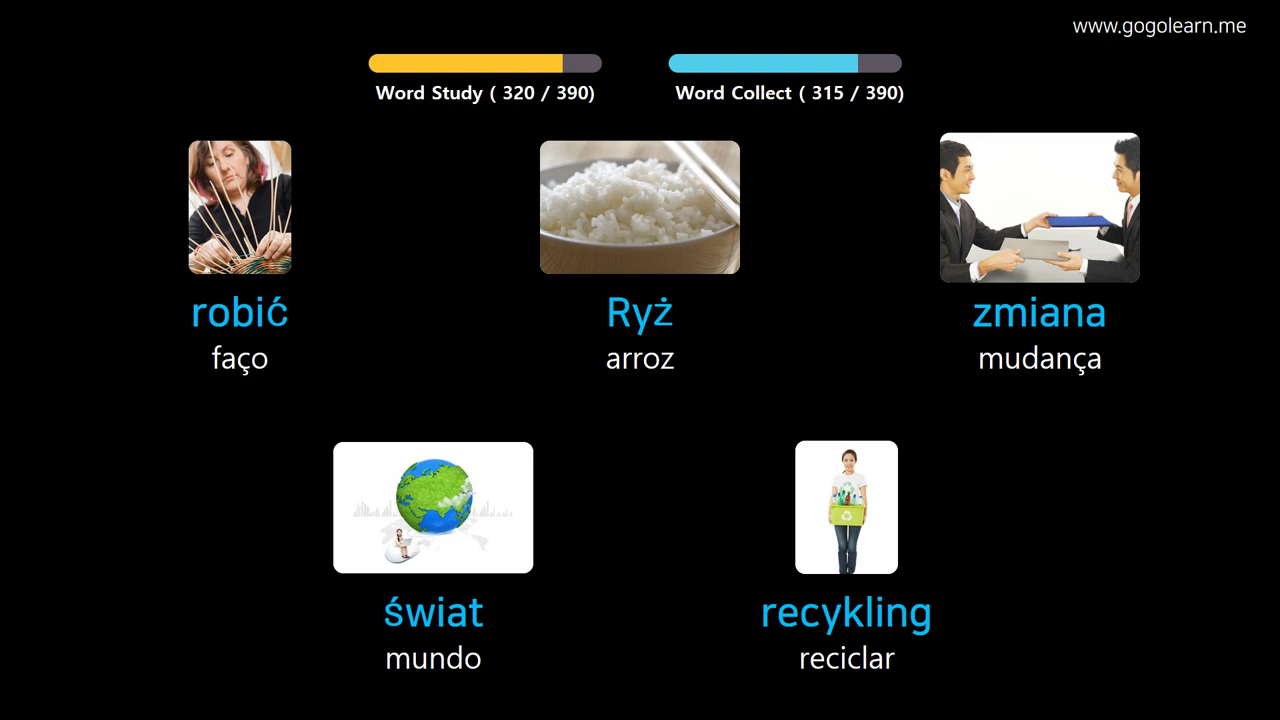 www.gogolearn.me
Word Study ( 320 / 390)
Word Collect ( 315 / 390)
robić
faço
Ryż
arroz
zmiana
mudança
świat
mundo
recykling
reciclar